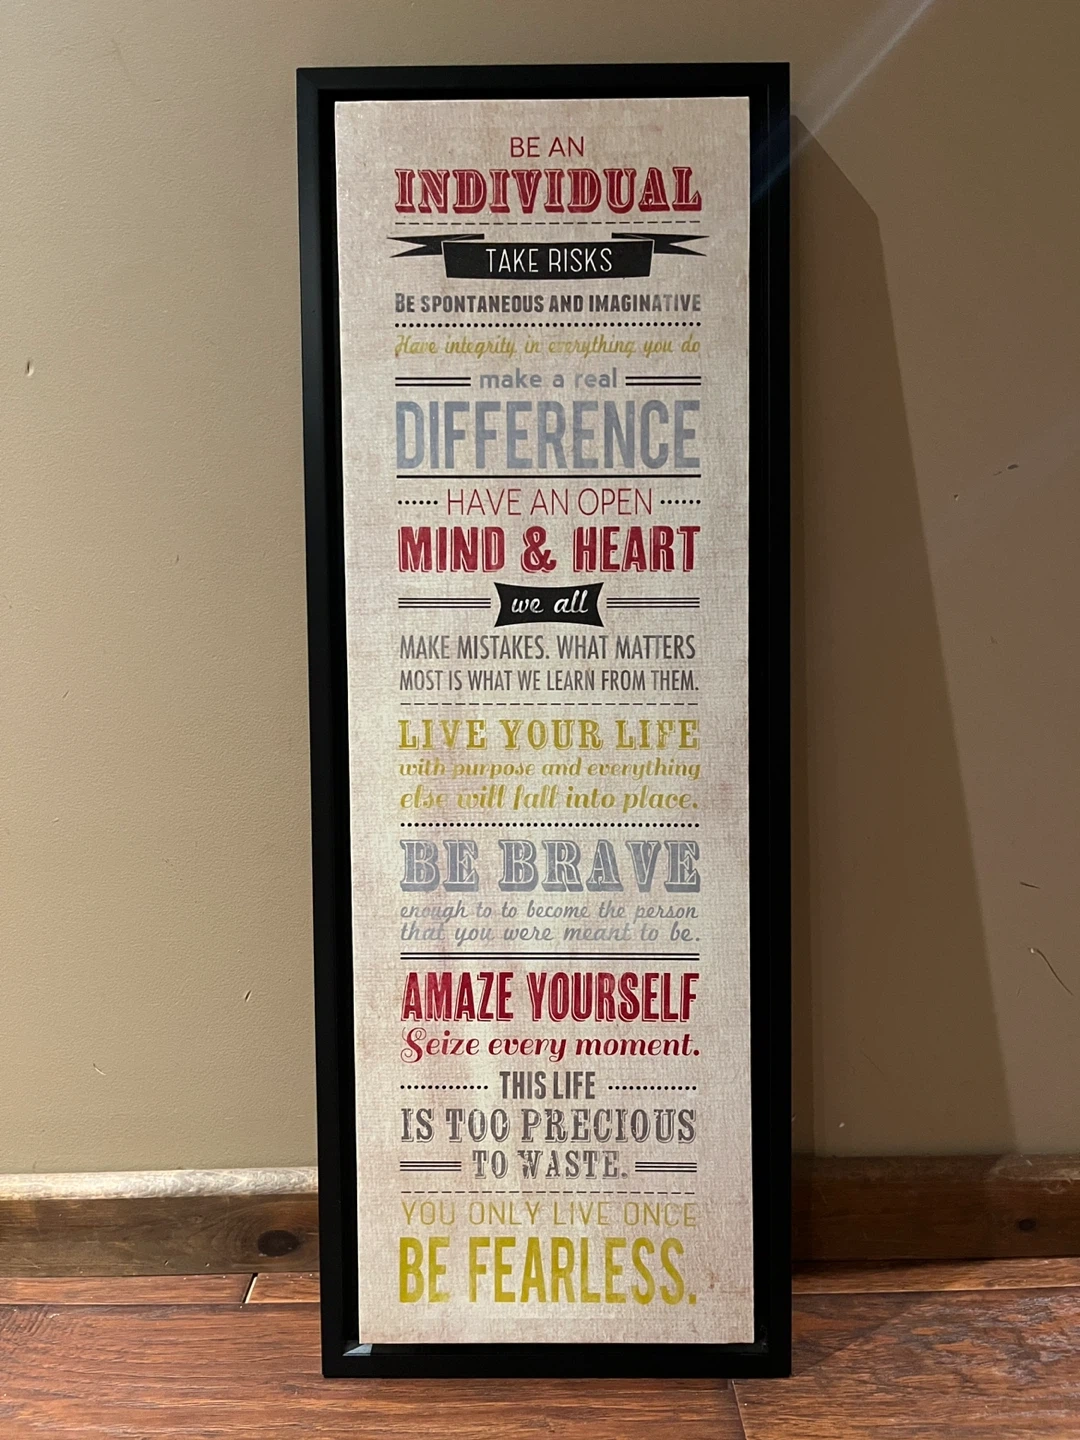 BE AN
INDIVIDUAL
TAKE RISKS
BE SPONTANEOUS AND IMAGINATIVE
Have integrity in everything you do
make a real
DIFFERENCE
HAVE AN OPEN
MIND & HEART
we all
MAKE MISTAKES. WHAT MATTERS
MOST IS WHAT WE LEARN FROM THEM.
LIVE YOUR LIFE
with purpose and everything
else will fall into place.
BE BRAVE
enough to to become the person
that you were meant to be.
AMAZE YOURSELF
Seize every moment.
THIS LIFE
IS TOO PRECIOUS
TO WASTE.
YOU ONLY LIVE ONCE
BE FEARLESS.